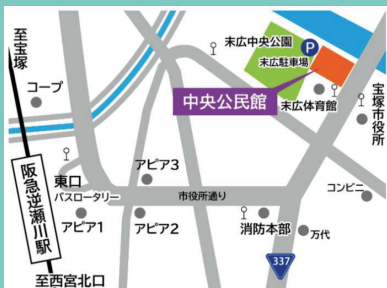 至宝塚
コープ
末広中央公園
P
末広駐車場
中央公民館
末広体育館
宝塚市役所
阪急逆瀬川駅
東口
バスロータリー
アピア3
市役所通り
コンビニ
アピア1
アピア2
消防本部
万代
337
至西宮北口